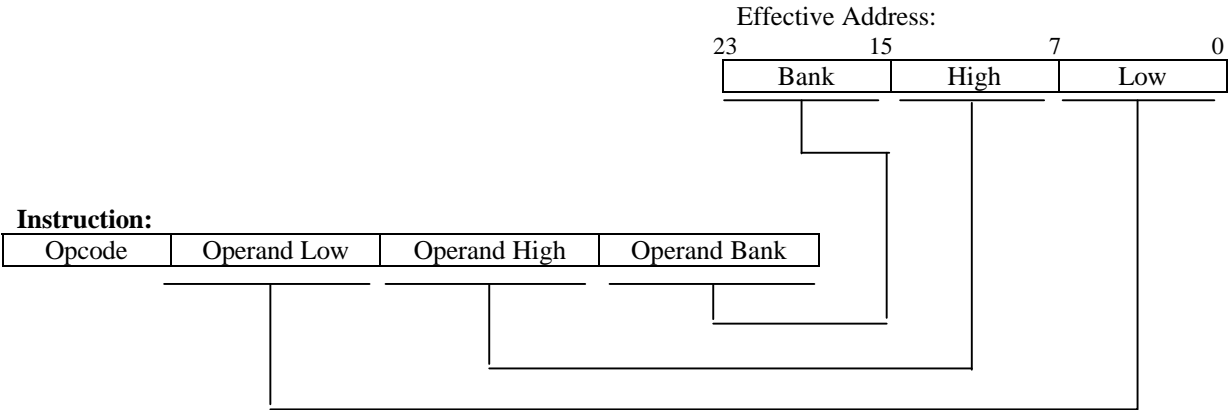 Effective Address:
23 15 7 0
Bank High Low
Instruction:
Opcode Operand Low Operand High Operand Bank